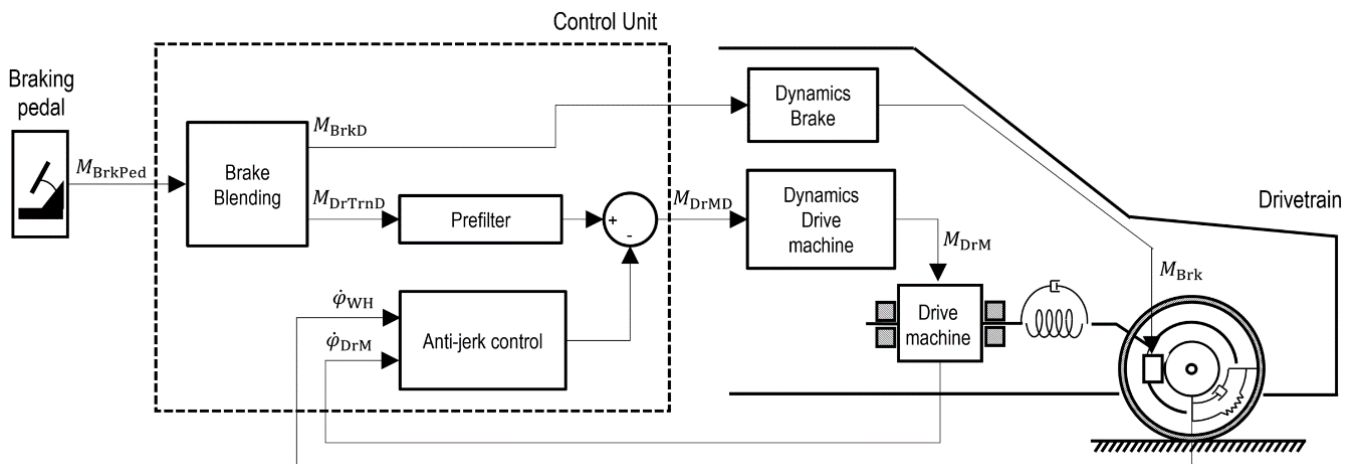 Control Unit
Braking
pedal
M_BrkPed
Brake
Blending
M_BrkD
M_DrTrnD
Prefilter
+
-
M_DrMD
φ̇_WH
φ̇_DrM
Anti-jerk control
Dynamics
Brake
Dynamics
Drive
machine
M_DrM
Drive
machine
Drivetrain
M_Brk